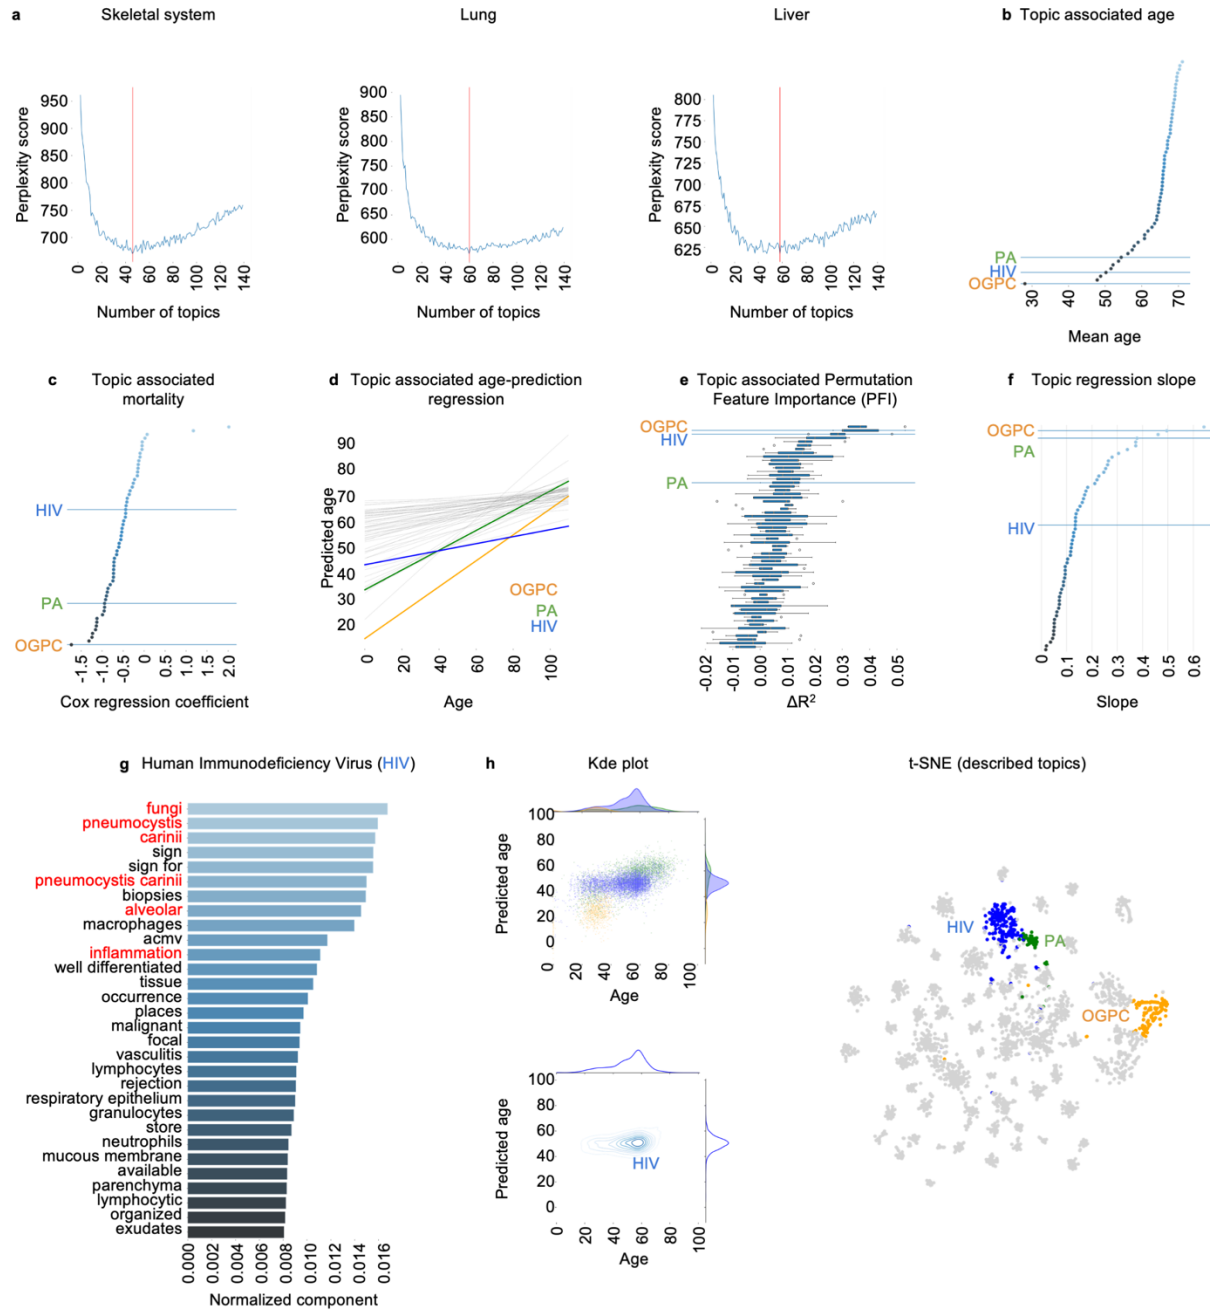 a Skeletal system
Lung
Liver
b Topic associated age
Perplexity score
950
900
850
800
750
700
0
20
40
60
80
100
120
140
Number of topics
Perplexity score
900
850
800
750
700
650
600
0
20
40
60
80
100
120
140
Number of topics
Perplexity score
800
775
750
725
700
675
650
625
0
20
40
60
80
100
120
140
Number of topics
PA
HIV
OGPC
30 40 50 60 70
Mean age
c Topic associated
mortality
HIV
PA
OGPC
-1.5
-1.0
-0.5
0
0.5
1.0
1.5
2.0
Cox regression coefficient
d Topic associated age-prediction
regression
Predicted age
90
80
70
60
50
40
30
20
OGPC
PA
HIV
0
20
40
60
80
100
Age
e Topic associated Permutation
Feature Importance (PFI)
OGPC
HIV
PA
-0.02
-0.01
0.00
0.01
0.02
0.03
0.04
0.05
ΔR²
f Topic regression slope
OGPC
PA
HIV
0
0.1
0.2
0.3
0.4
0.5
0.6
Slope
g Human Immunodeficiency Virus (HIV)
fungi
pneumocystis
carinii
sign
sign for
pneumocystis carinii
biopsies
alveolar
macrophages
acmv
inflammation
well differentiated
tissue
occurrence
places
malignant
focal
vasculitis
lymphocytes
rejection
respiratory epithelium
granulocytes
store
neutrophils
mucous membrane
available
parenchyma
lymphocytic
organized
exudates
0.000
0.002
0.004
0.006
0.008
0.010
0.012
0.014
0.016
Normalized component
h Kde plot
Predicted age
100
80
60
40
20
0
0
20
40
60
80
100
Age
Predicted age
100
80
60
40
20
0
HIV
0
20
40
60
80
100
Age
t-SNE (described topics)
HIV
PA
OGPC